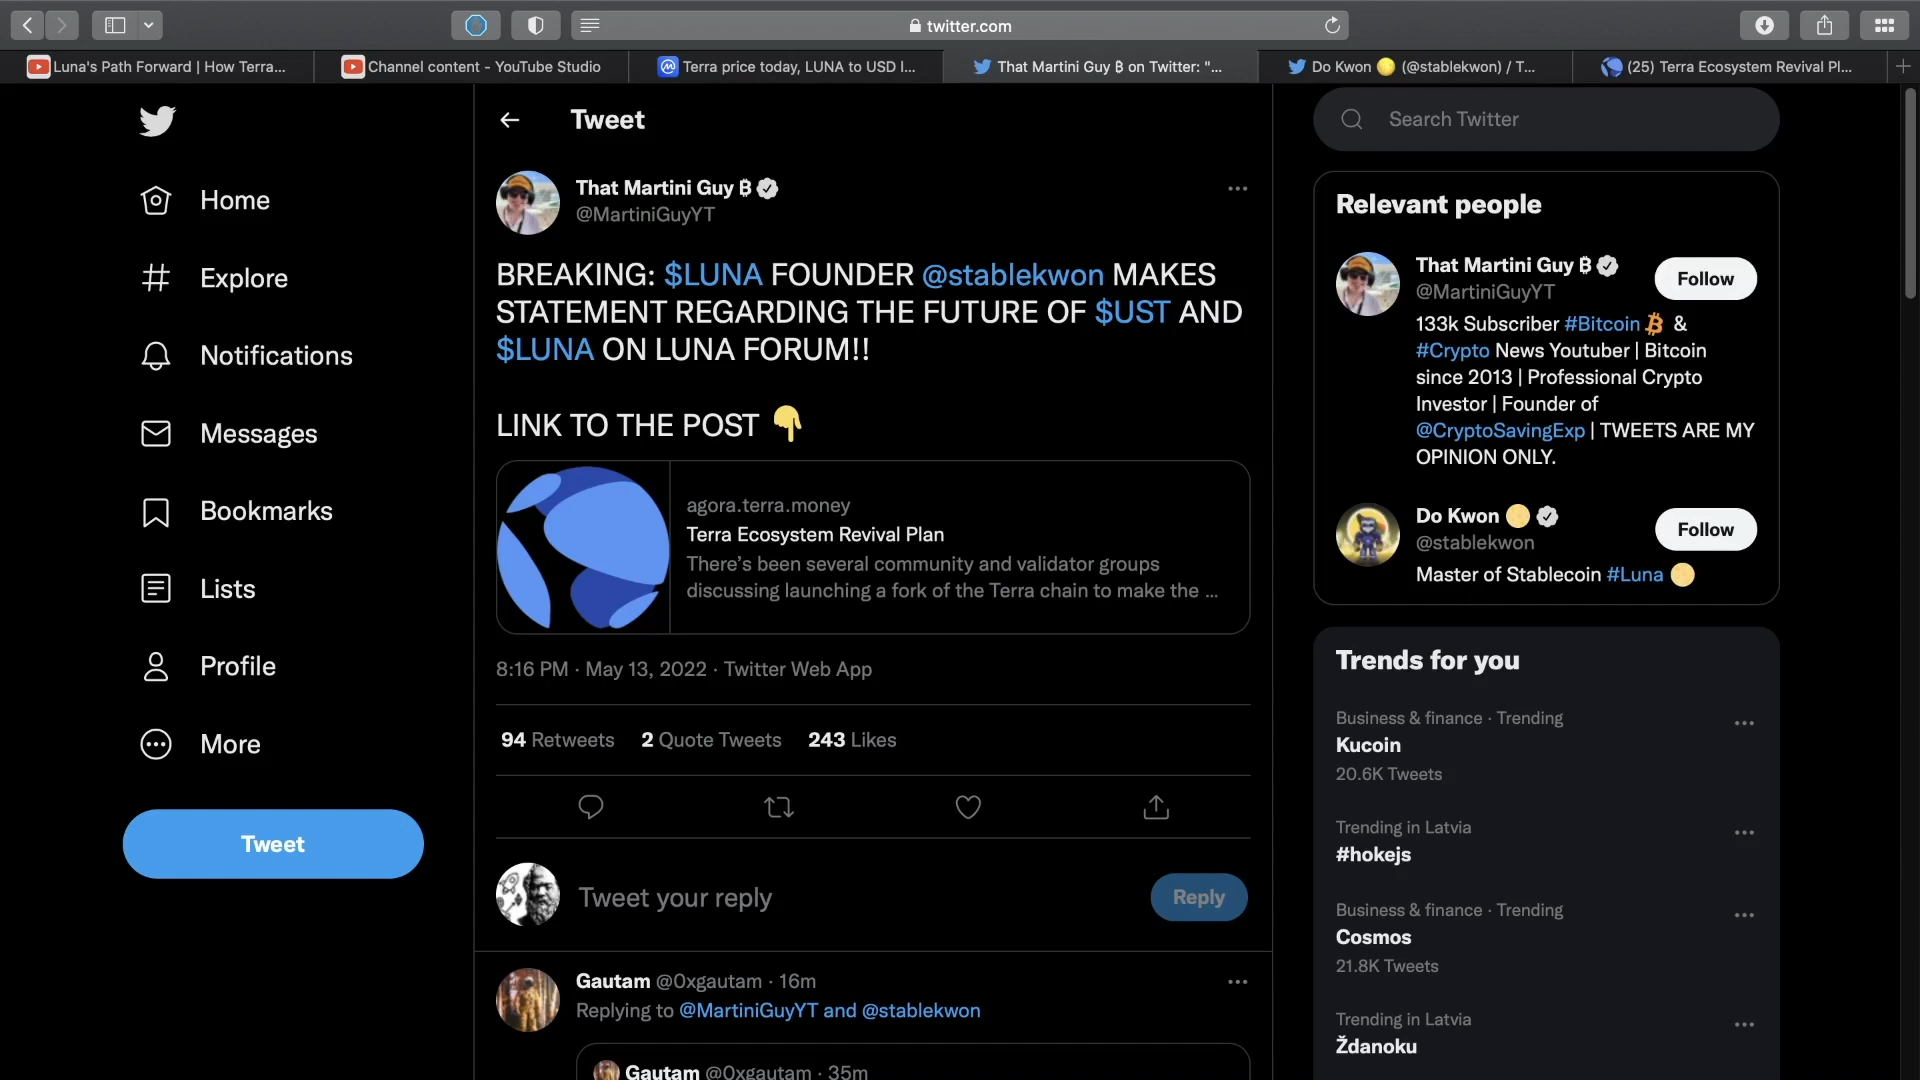 twitter.com
Luna's Path Forward | How Terra...
Channel content - YouTube Studio
Terra price today, LUNA to USD l...
That Martini Guy ₿ on Twitter: "...
Do Kwon 🌕 (@stablekwon) / T...
(25) Terra Ecosystem Revival Pl...
Home
Explore
Notifications
Messages
Bookmarks
Lists
Profile
More
Tweet
Tweet
That Martini Guy ₿
@MartiniGuyYT
BREAKING: $LUNA FOUNDER @stablekwon MAKES
STATEMENT REGARDING THE FUTURE OF $UST AND
$LUNA ON LUNA FORUM!!
LINK TO THE POST 👇
agora.terra.money
Terra Ecosystem Revival Plan
There's been several community and validator groups
discussing launching a fork of the Terra chain to make the ...
8:16 PM · May 13, 2022 · Twitter Web App
94 Retweets 2 Quote Tweets 243 Likes
Tweet your reply
Reply
Gautam @0xgautam · 16m
Replying to @MartiniGuyYT and @stablekwon
Gautam @0xgautam · 35m
Search Twitter
Relevant people
That Martini Guy ₿
@MartiniGuyYT
Follow
133k Subscriber #Bitcoin &
#Crypto News Youtuber | Bitcoin
since 2013 | Professional Crypto
Investor | Founder of
@CryptoSavingExp | TWEETS ARE MY
OPINION ONLY.
Do Kwon 🌕
@stablekwon
Follow
Master of Stablecoin #Luna 🌕
Trends for you
Business & finance · Trending
Kucoin
20.6K Tweets
Trending in Latvia
#hokejs
Business & finance · Trending
Cosmos
21.8K Tweets
Trending in Latvia
Ždanoku